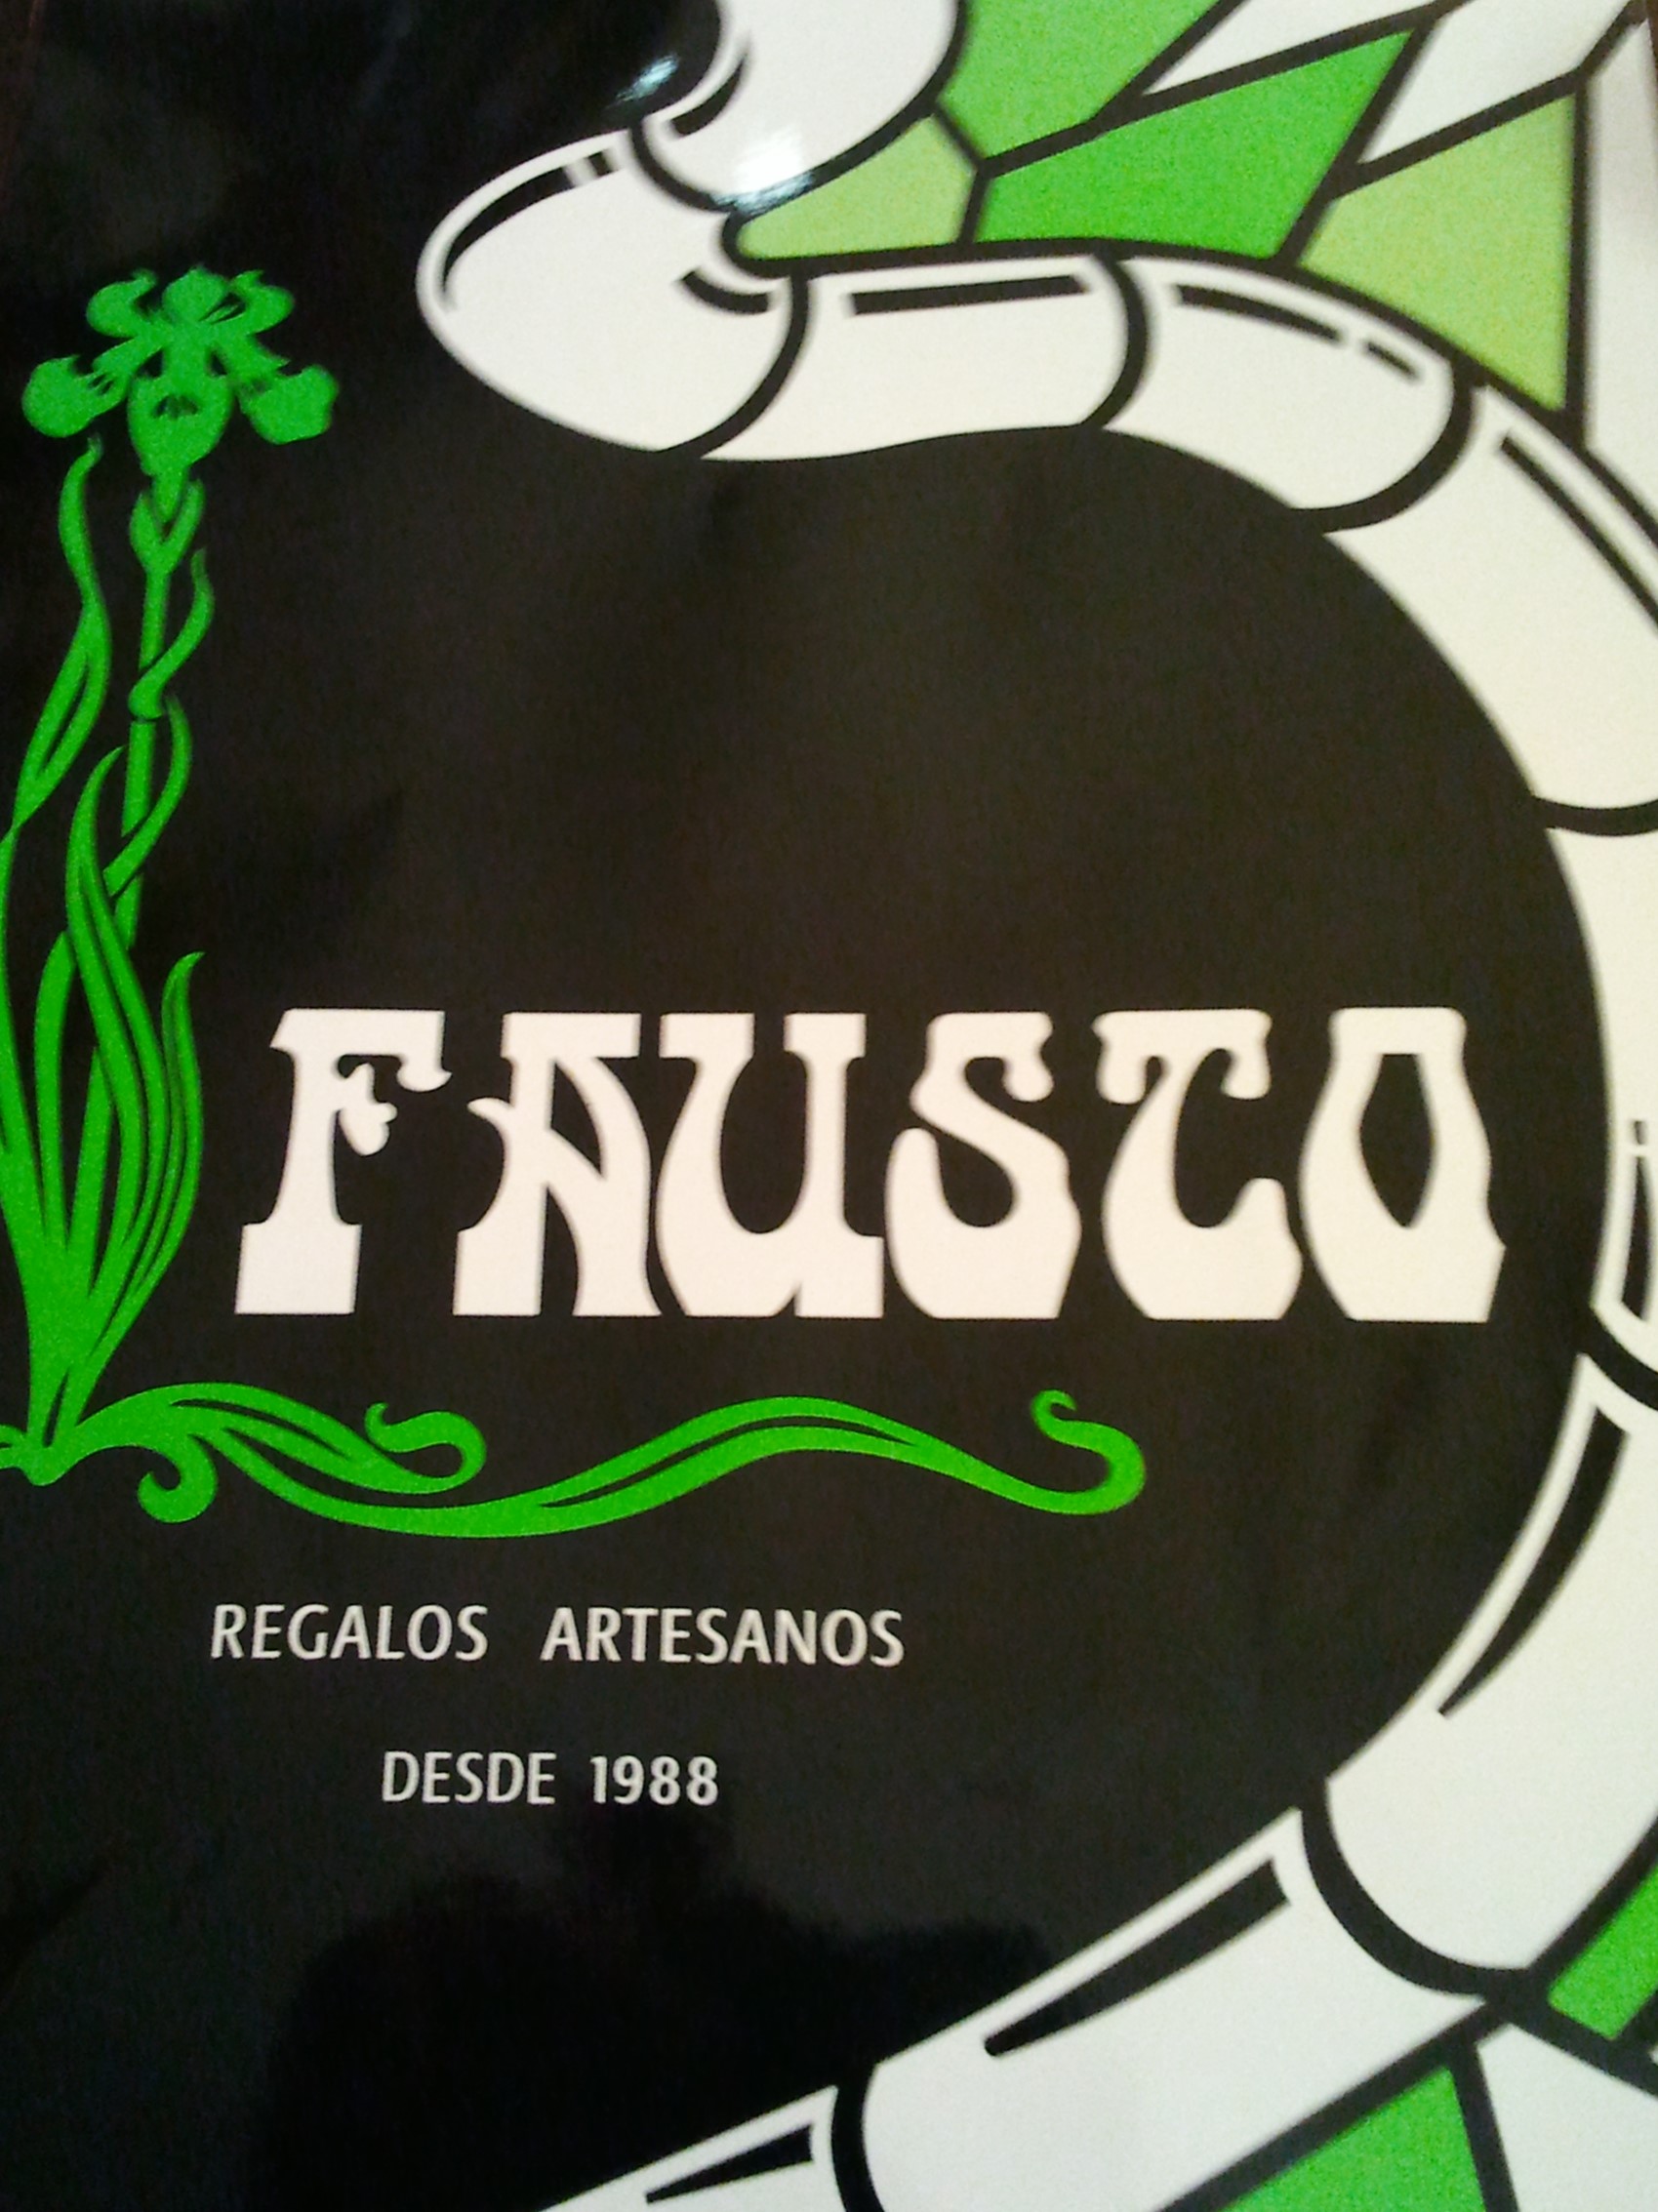 FAUSTO
REGALOS ARTESANOS
DESDE 1988